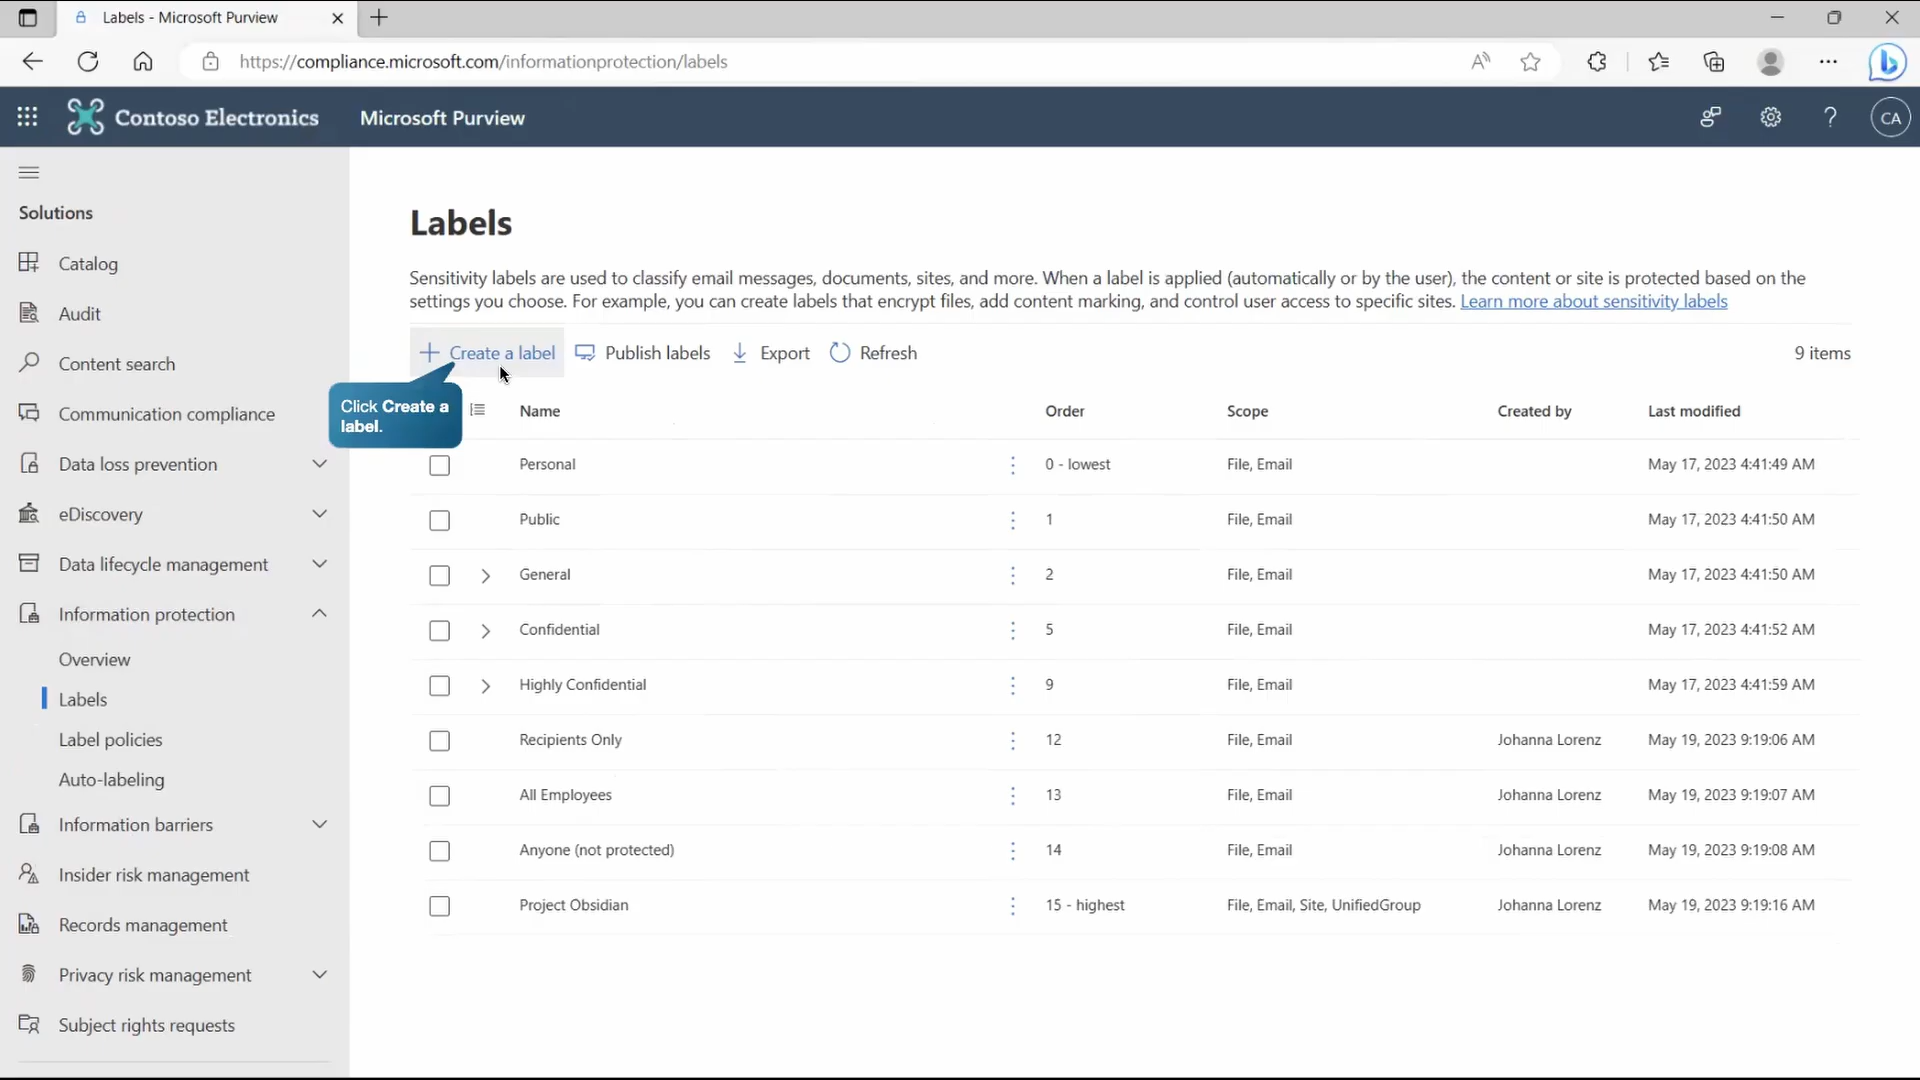 Labels - Microsoft Purview
https://compliance.microsoft.com/informationprotection/labels
Contoso Electronics
Microsoft Purview
CA
Solutions
Catalog
Audit
Content search
Communication compliance
Data loss prevention
eDiscovery
Data lifecycle management
Information protection
Overview
Labels
Label policies
Auto-labeling
Information barriers
Insider risk management
Records management
Privacy risk management
Subject rights requests
Labels
Sensitivity labels are used to classify email messages, documents, sites, and more. When a label is applied (automatically or by the user), the content or site is protected based on the
settings you choose. For example, you can create labels that encrypt files, add content marking, and control user access to specific sites. Learn more about sensitivity labels
Create a label Publish labels Export Refresh 9 items
Click Create a
label.
Name Order Scope Created by Last modified
Personal 0 - lowest File, Email May 17, 2023 4:41:49 AM
Public 1 File, Email May 17, 2023 4:41:50 AM
General 2 File, Email May 17, 2023 4:41:50 AM
Confidential 5 File, Email May 17, 2023 4:41:52 AM
Highly Confidential 9 File, Email May 17, 2023 4:41:59 AM
Recipients Only 12 File, Email Johanna Lorenz May 19, 2023 9:19:06 AM
All Employees 13 File, Email Johanna Lorenz May 19, 2023 9:19:07 AM
Anyone (not protected) 14 File, Email Johanna Lorenz May 19, 2023 9:19:08 AM
Project Obsidian 15 - highest File, Email, Site, UnifiedGroup Johanna Lorenz May 19, 2023 9:19:16 AM